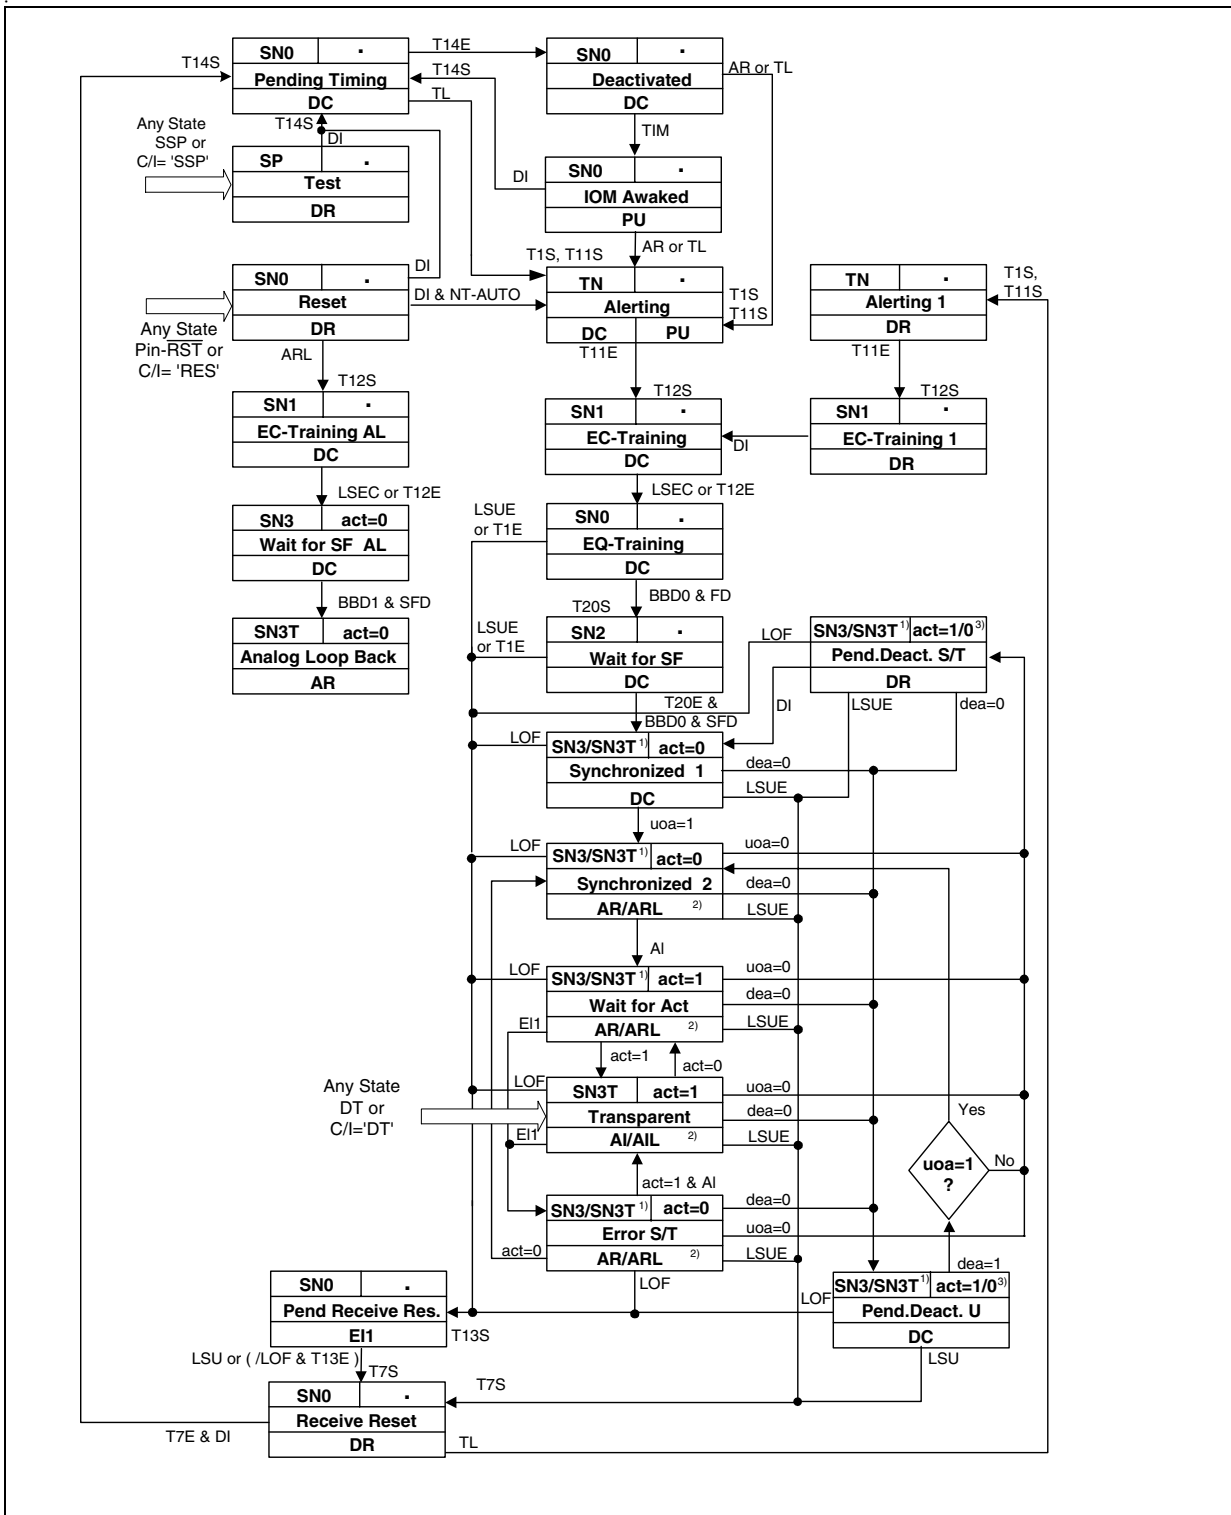 SN0 .
Pending Timing
DC
T14S
T14E
T14S
TL
SN0 .
Deactivated
DC
AR or TL
TIM
Any State
SSP or
C/I= 'SSP'
T14S
DI
SP .
Test
DR
DI
SN0 .
IOM Awaked
PU
AR or TL
T1S, T11S
SN0 .
Reset
DR
DI
DI & NT-AUTO
Any State
Pin-RST or
C/I= 'RES'
TN .
Alerting
DC PU
T1S
T11S
TN .
Alerting 1
DR
T1S,
T11S
ARL
T12S
T11E
T12S
T11E
T12S
SN1 .
EC-Training AL
DC
SN1 .
EC-Training
DC
DI
SN1 .
EC-Training 1
DR
LSEC or T12E
LSEC or T12E
SN3 act=0
Wait for SF AL
DC
LSUE
or T1E
SN0 .
EQ-Training
DC
BBD1 & SFD
BBD0 & FD
T20S
SN3T act=0
Analog Loop Back
AR
LSUE
or T1E
SN2 .
Wait for SF
DC
LOF
SN3/SN3T 1) act=1/0 3)
Pend.Deact. S/T
DR
T20E &
BBD0 & SFD
DI
LSUE
dea=0
LOF
SN3/SN3T 1) act=0
Synchronized 1
DC
dea=0
LSUE
uoa=1
LOF
SN3/SN3T 1) act=0
Synchronized 2
AR/ARL 2)
uoa=0
dea=0
LSUE
AI
LOF
SN3/SN3T 1) act=1
Wait for Act
AR/ARL 2)
uoa=0
dea=0
LSUE
EI1
act=1
act=0
Any State
DT or
C/I='DT'
LOF
SN3T act=1
Transparent
AI/AIL 2)
uoa=0
dea=0
LSUE
EI1
Yes
uoa=1
?
No
act=1 & AI
SN3/SN3T 1) act=0
Error S/T
AR/ARL 2)
dea=0
uoa=0
LSUE
act=0
LOF
dea=1
SN0 .
Pend Receive Res.
EI1
T13S
LOF
SN3/SN3T 1) act=1/0 3)
Pend.Deact. U
DC
LSU
LSU or ( /LOF & T13E )
T7S
T7S
SN0 .
Receive Reset
DR
T7E & DI
TL